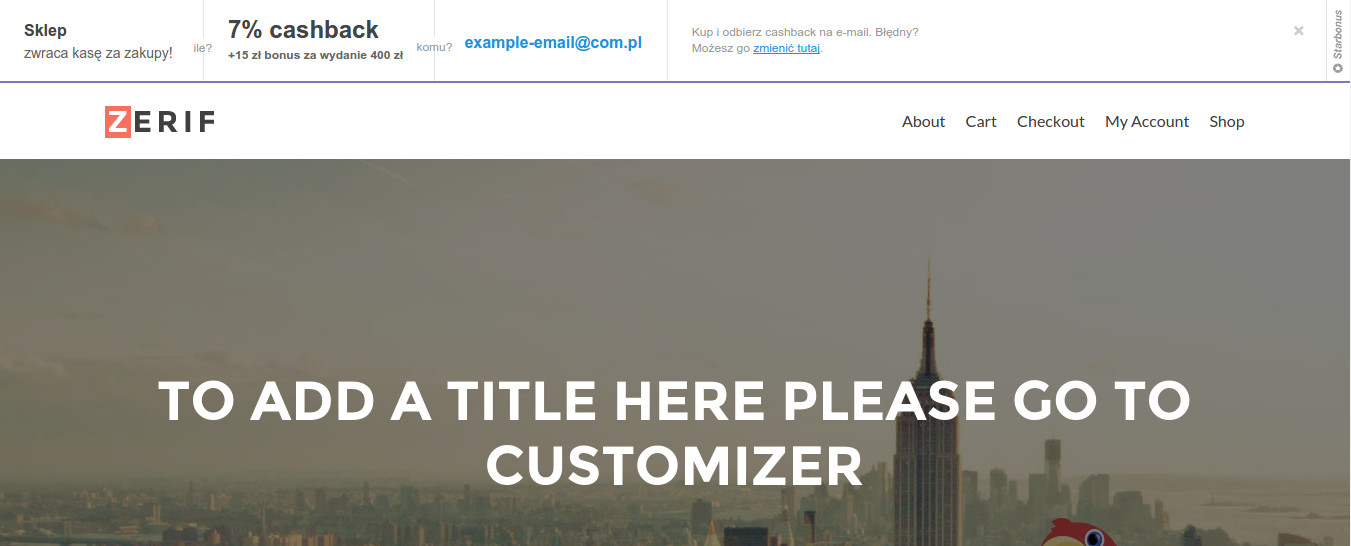 Sklep
zwraca kasę za zakupy!
ile?
7% cashback
+15 zł bonus za wydanie 400 zł
komu?
example-email@com.pl
Kup i odbierz cashback na e-mail. Błędny?
Możesz go zmienić tutaj.
×
Starbonus
ZERIF
About Cart Checkout My Account Shop
TO ADD A TITLE HERE PLEASE GO TO
CUSTOMIZER